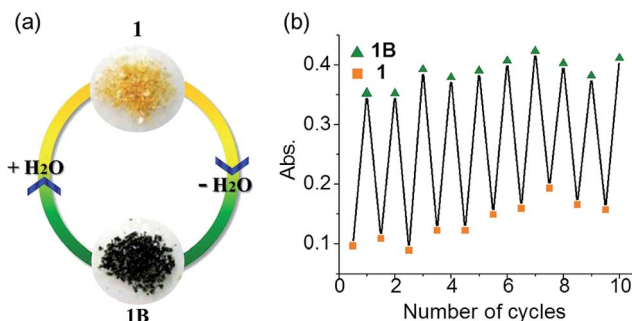 (a)
1
+ H2O
- H2O
1B
(b)
1B
1
Abs.
0.4
0.3
0.2
0.1
0 2 4 6 8 10
Number of cycles